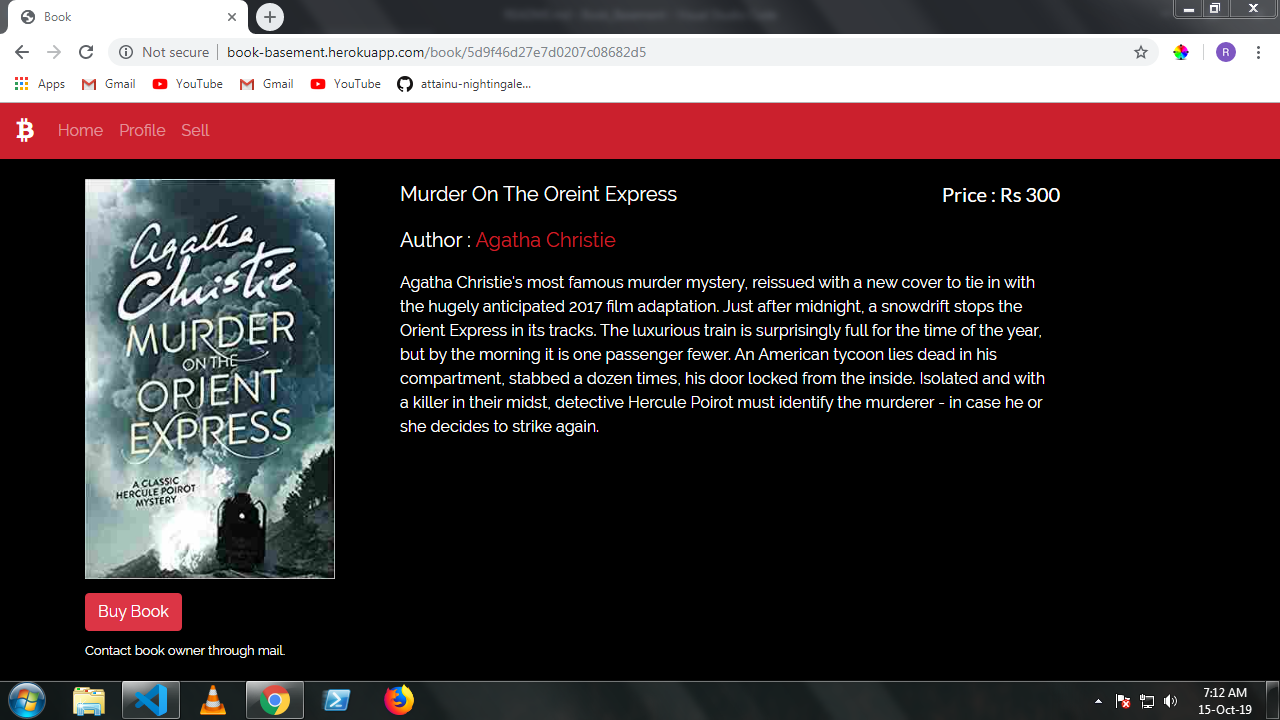 Book
Not secure
book-basement.herokuapp.com/book/5d9f46d27e7d0207c08682d5
R
Apps
Gmail
YouTube
Gmail
YouTube
attainu-nightingale...
Home
Profile
Sell
Agatha
Christie
MURDER
ON THE
ORIENT
EXPRESS
A CLASSIC
HERCULE POIROT
MYSTERY
Murder On The Oreint Express
Price : Rs 300
Author : Agatha Christie
Agatha Christie's most famous murder mystery, reissued with a new cover to tie in with
the hugely anticipated 2017 film adaptation. Just after midnight, a snowdrift stops the
Orient Express in its tracks. The luxurious train is surprisingly full for the time of the year,
but by the morning it is one passenger fewer. An American tycoon lies dead in his
compartment, stabbed a dozen times, his door locked from the inside. Isolated and with
a killer in their midst, detective Hercule Poirot must identify the murderer - in case he or
she decides to strike again.
Buy Book
Contact book owner through mail.
7:12 AM
15-Oct-19